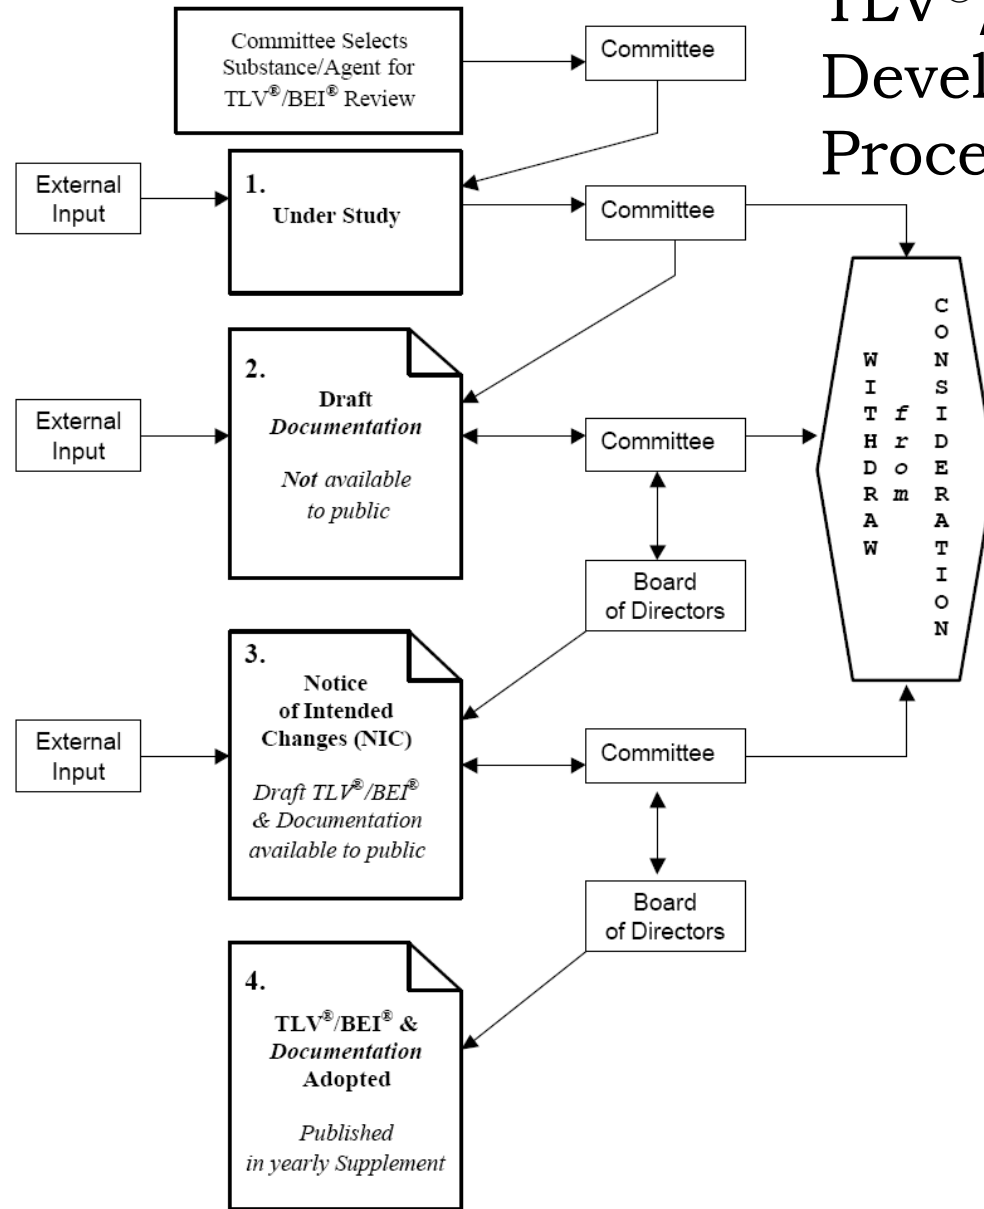 TLV®/
Devel
Proce
Committee Selects
Substance/Agent for
TLV®/BEI® Review
Committee
External
Input
1.
Under Study
Committee
WITHDRAW
from
CONSIDERATION
External
Input
2.
Draft
Documentation
Not available
to public
Committee
Board
of Directors
External
Input
3.
Notice
of Intended
Changes (NIC)
Draft TLV®/BEI®
& Documentation
available to public
Committee
Board
of Directors
4.
TLV®/BEI® &
Documentation
Adopted
Published
in yearly Supplement